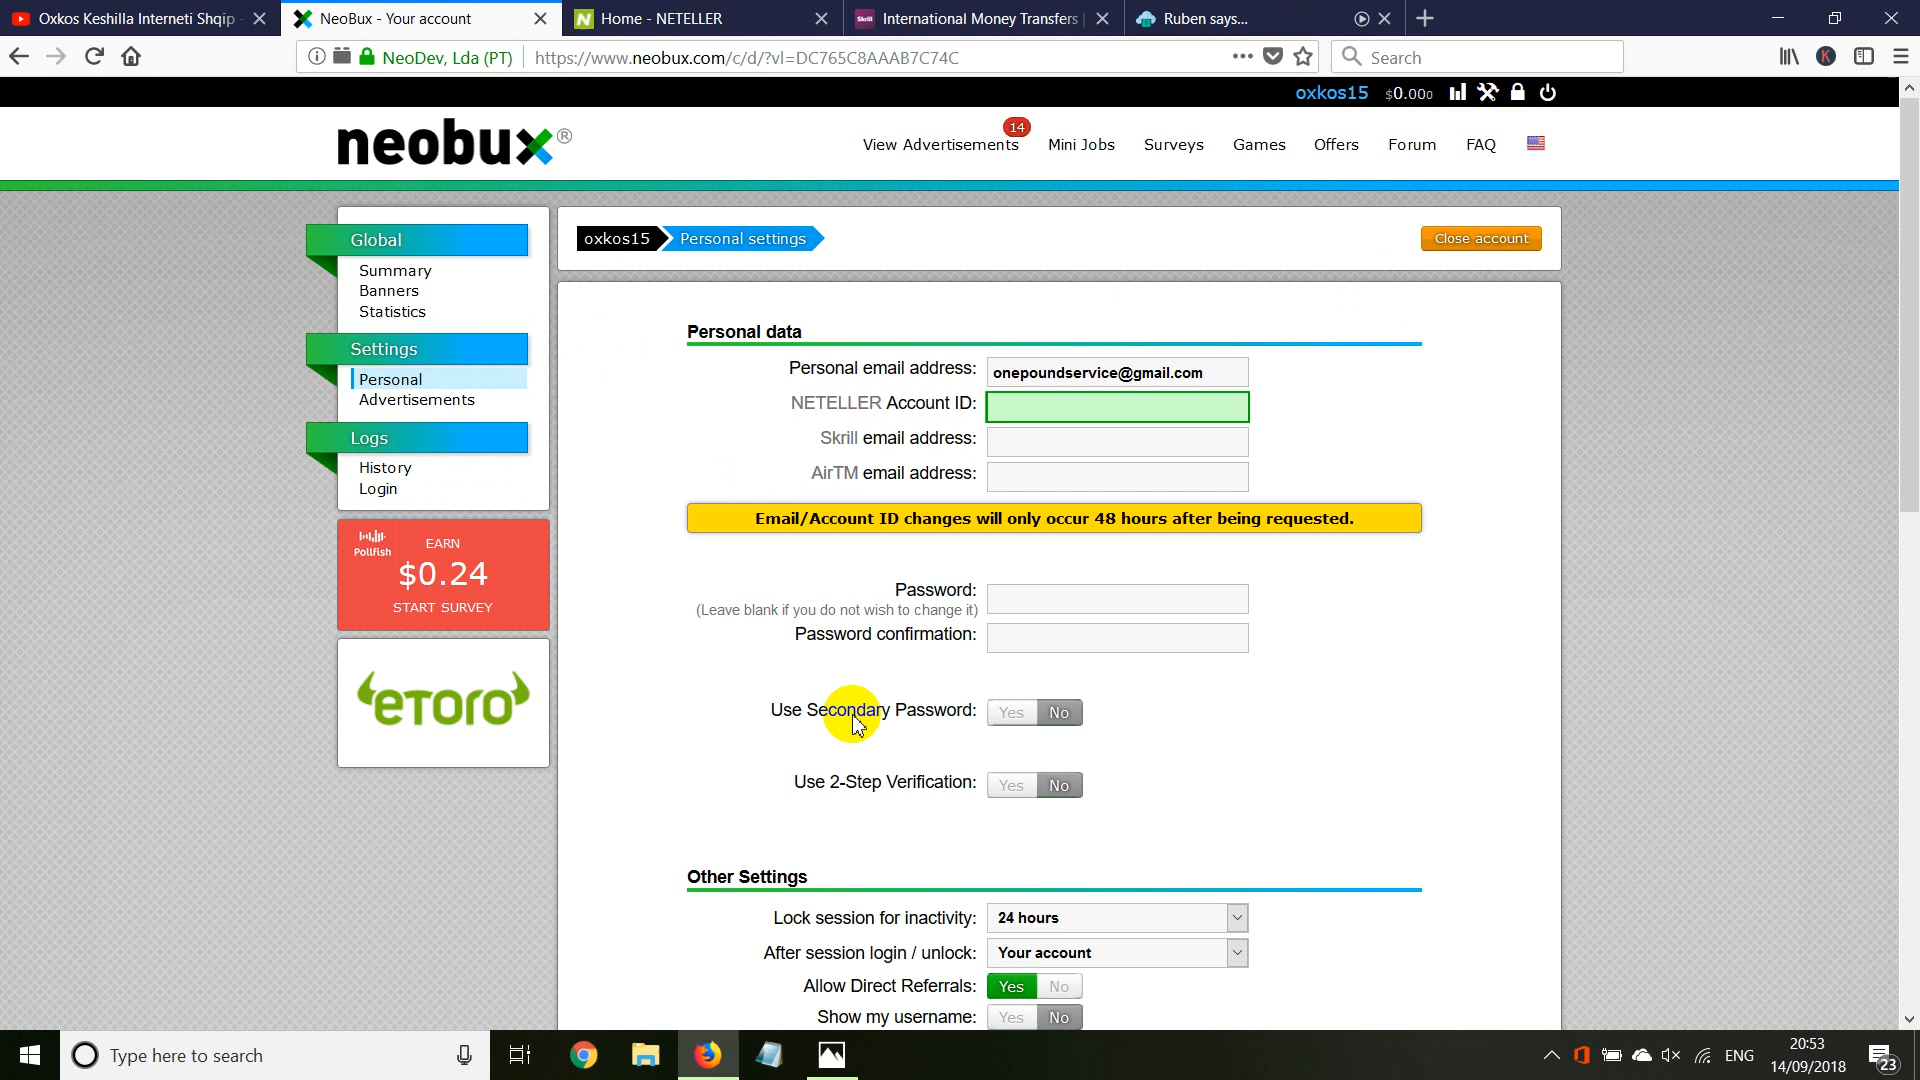 Oxkos Keshilla Interneti Shqip -
NeoBux - Your account
Home - NETELLER
Skrill
International Money Transfers
Ruben says...
NeoDev, Lda (PT)
https://www.neobux.com/c/d/?vl=DC765C8AAAB7C74C
Search
oxkos15 $0.000
neobux®
View Advertisements
14
Mini Jobs
Surveys
Games
Offers
Forum
FAQ
Global
Summary
Banners
Statistics
Settings
Personal
Advertisements
Logs
History
Login
Pollfish
EARN
$0.24
START SURVEY
etoro
oxkos15
Personal settings
Close account
Personal data
Personal email address: onepoundservice@gmail.com
NETELLER Account ID:
Skrill email address:
AirTM email address:
Email/Account ID changes will only occur 48 hours after being requested.
Password:
(Leave blank if you do not wish to change it)
Password confirmation:
Use Secondary Password: Yes No
Use 2-Step Verification: Yes No
Other Settings
Lock session for inactivity: 24 hours
After session login / unlock: Your account
Allow Direct Referrals: Yes No
Show my username: Yes No
Type here to search
ENG
20:53
14/09/2018
23